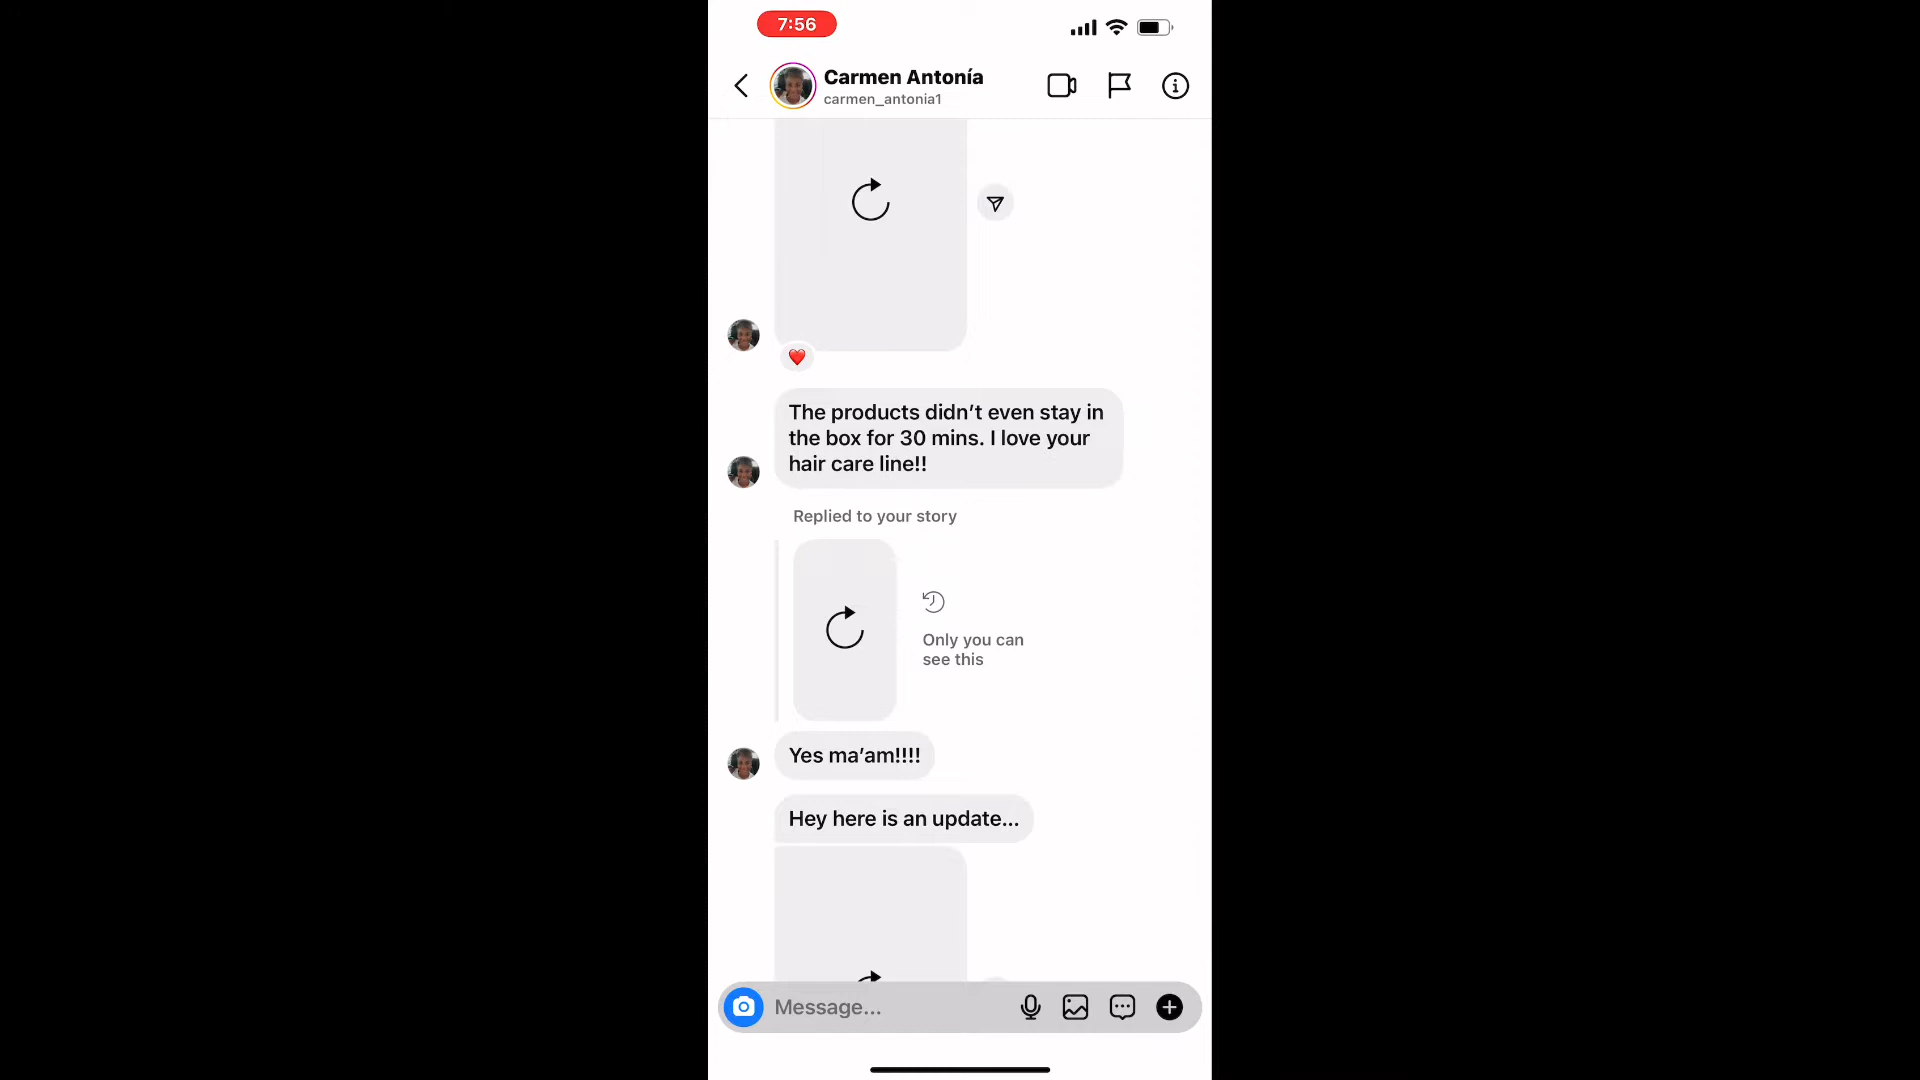 7:56
Carmen Antonía
carmen_antonia1
The products didn’t even stay in
the box for 30 mins. I love your
hair care line!!
Replied to your story
Only you can
see this
Yes ma’am!!!!
Hey here is an update...
Message...